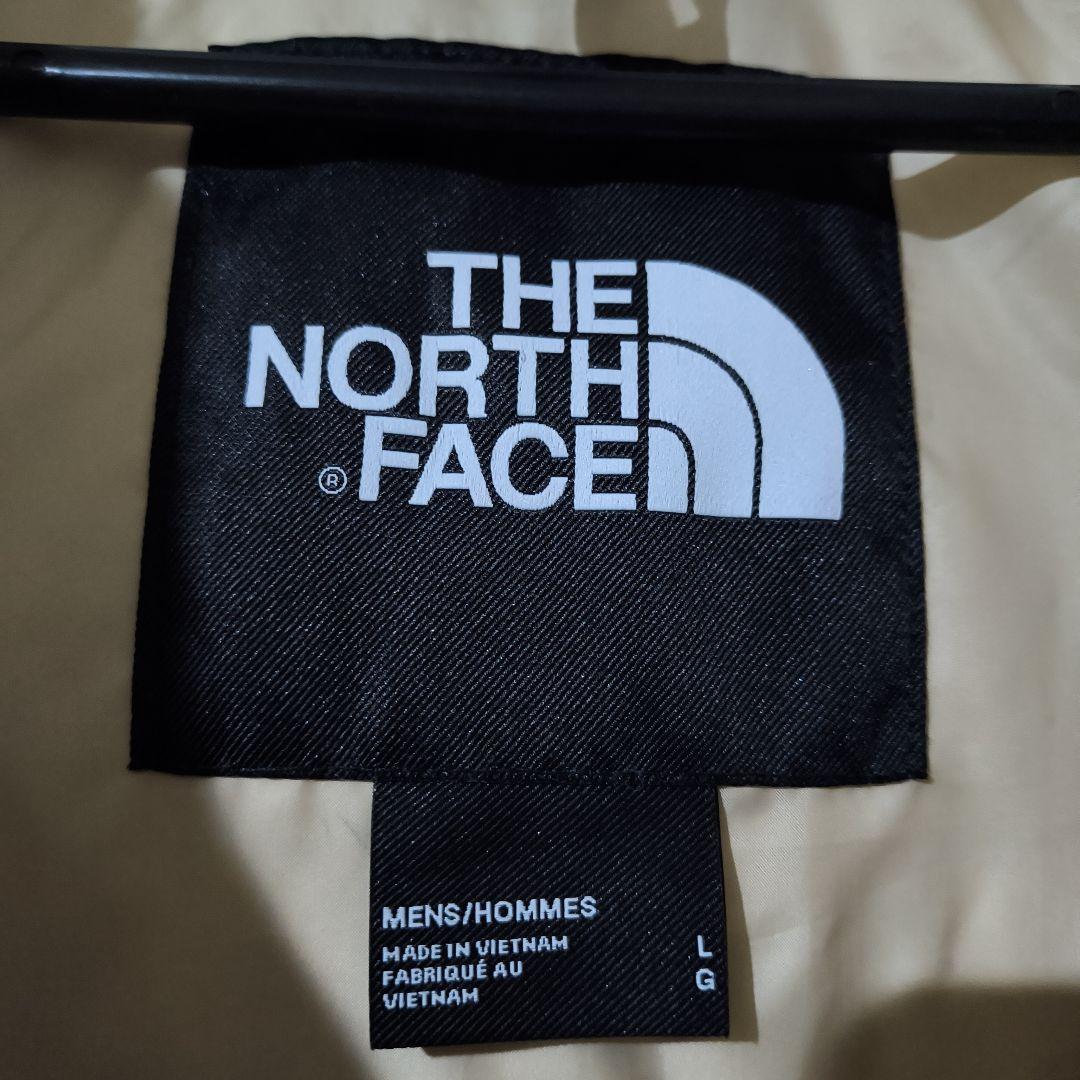 THE
NORTH
® FACE
MENS/HOMMES
MADE IN VIETNAM L
FABRIQUÉ AU G
VIETNAM